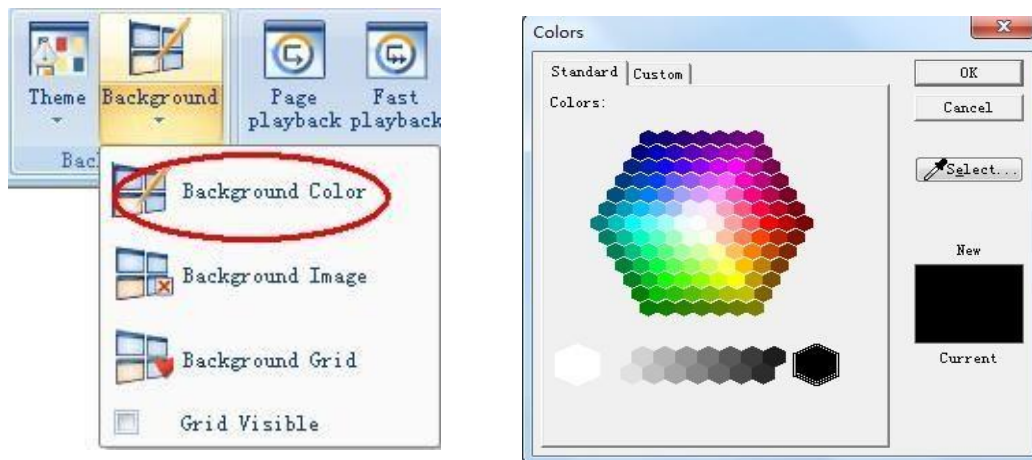 Theme Background Page Fast
playback playback
Bac
Background Color
Background Image
Background Grid
Grid Visible
Colors
Standard Custom
Colors:
OK
Cancel
Select...
New
Current